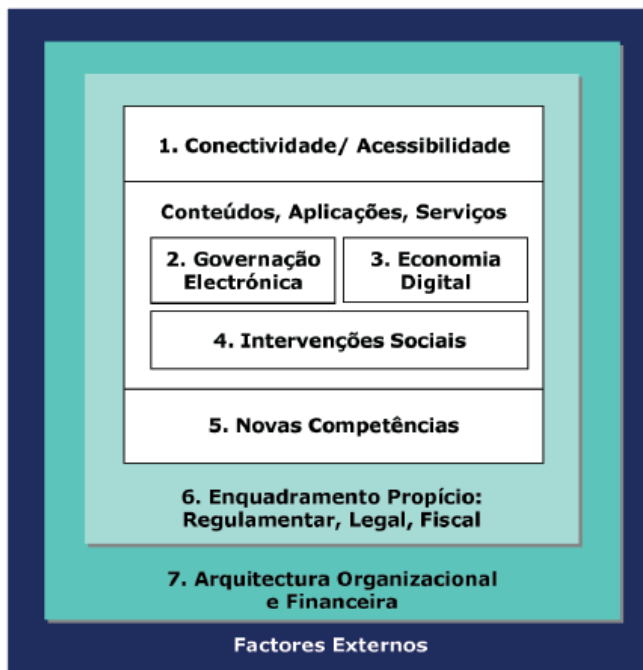 1. Conectividade/ Acessibilidade
Conteúdos, Aplicações, Serviços
2. Governação
Electrónica
3. Economia
Digital
4. Intervenções Sociais
5. Novas Competências
6. Enquadramento Propício:
Regulamentar, Legal, Fiscal
7. Arquitectura Organizacional
e Financeira
Factores Externos